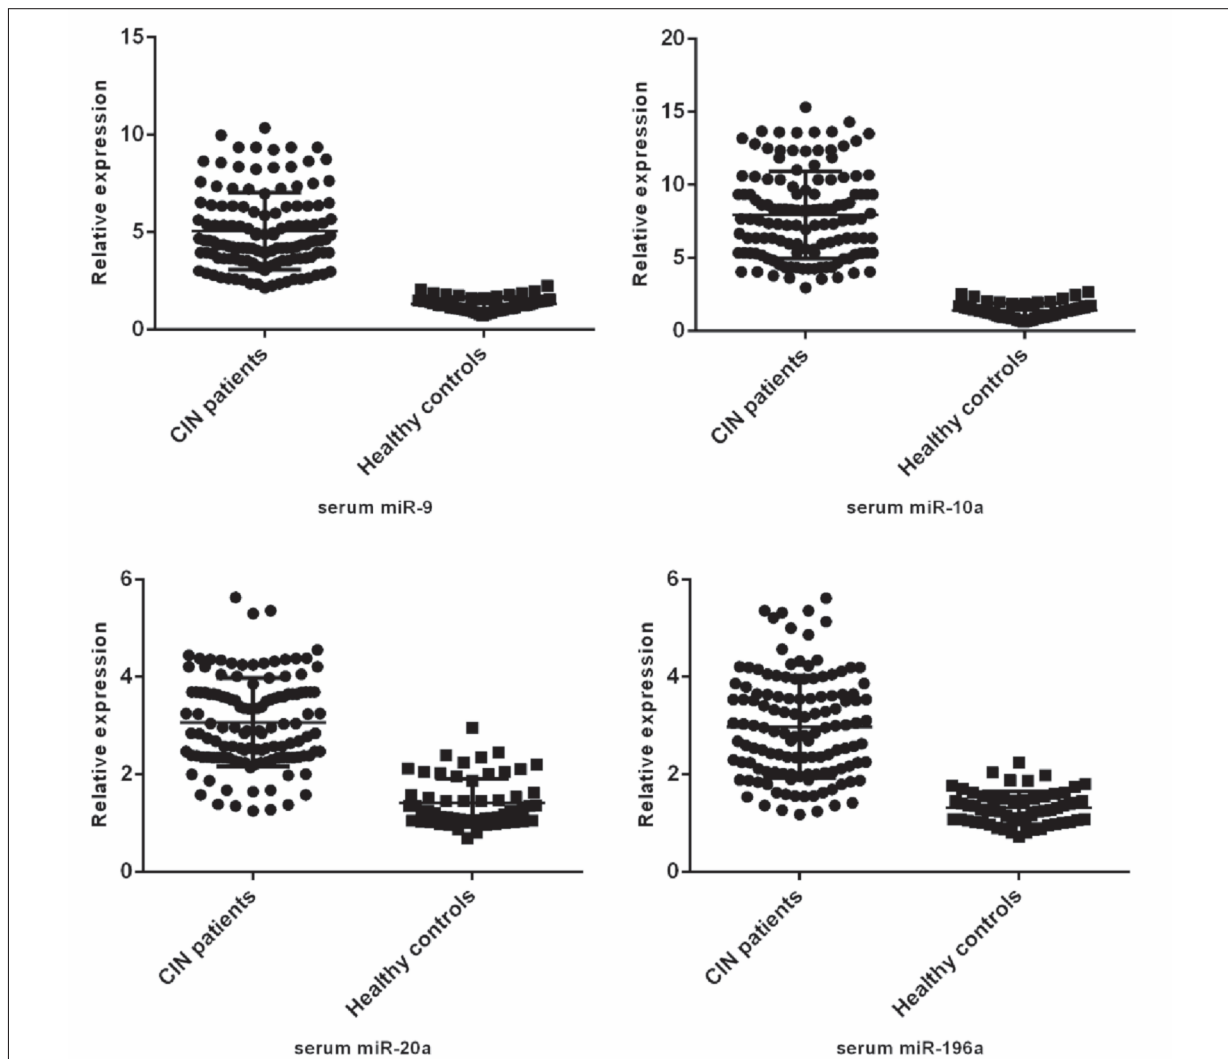 15
10
5
0
Relative expression
CIN patients
Healthy controls
serum miR-9
20
15
10
5
0
Relative expression
CIN patients
Healthy controls
serum miR-10a
6
4
2
0
Relative expression
CIN patients
Healthy controls
serum miR-20a
6
4
2
0
Relative expression
CIN patients
Healthy controls
serum miR-196a